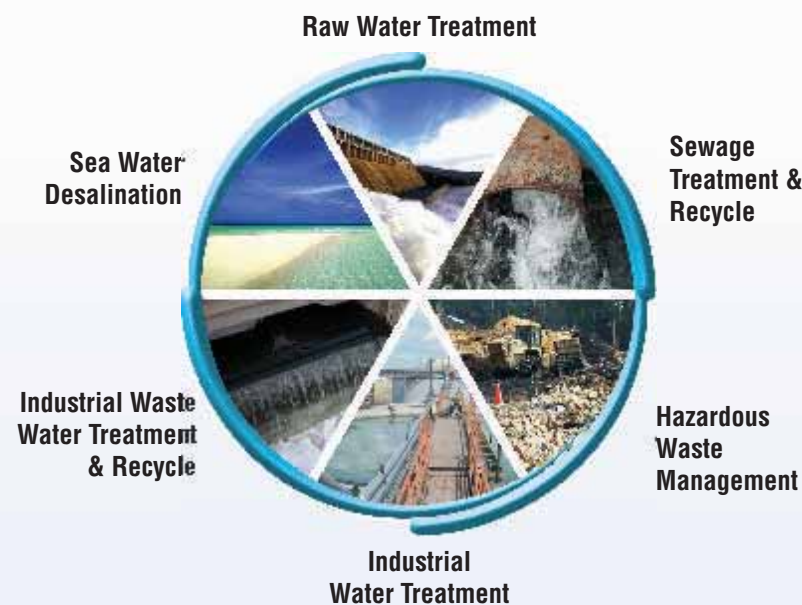 Raw Water Treatment
Sewage
Treatment &
Recycle
Hazardous
Waste
Management
Industrial
Water Treatment
Industrial Waste
Water Treatment
& Recycle
Sea Water
Desalination